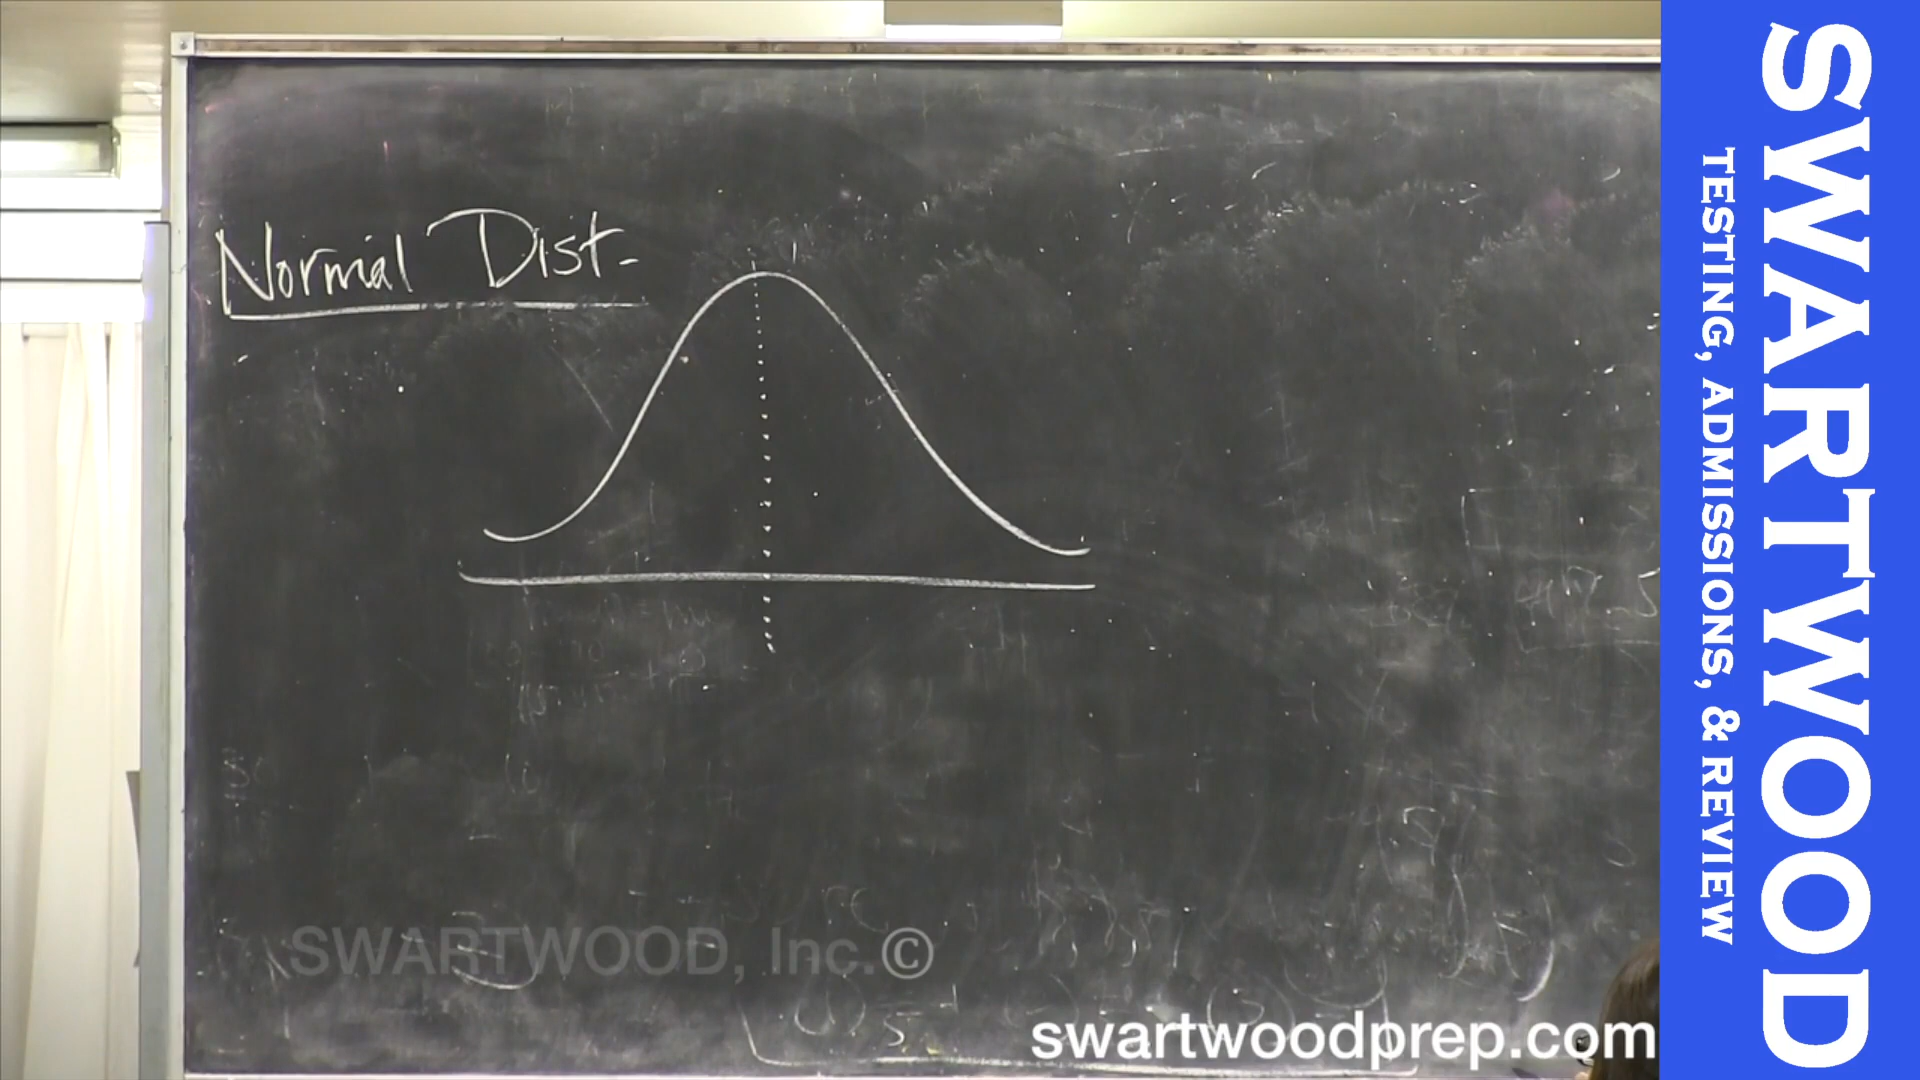 Normal Dist.
SWARTWOOD, Inc.©
swartwoodprep.com
SWARTWOOD
TESTING, ADMISSIONS, & REVIEW